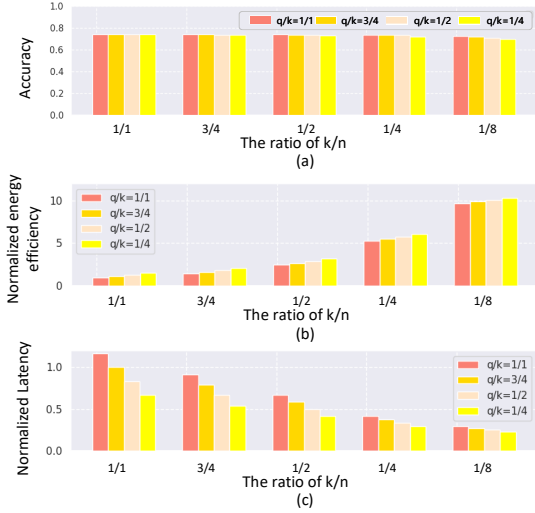 1.0
0.8
0.6
0.4
0.2
0.0
Accuracy
q/k=1/1 q/k=3/4 q/k=1/2 q/k=1/4
1/1 3/4 1/2 1/4 1/8
The ratio of k/n
(a)
10
5
0
Normalized energy
efficiency
q/k=1/1
q/k=3/4
q/k=1/2
q/k=1/4
1/1 3/4 1/2 1/4 1/8
The ratio of k/n
(b)
1.0
0.5
0.0
Normalized Latency
q/k=1/1
q/k=3/4
q/k=1/2
q/k=1/4
1/1 3/4 1/2 1/4 1/8
The ratio of k/n
(c)